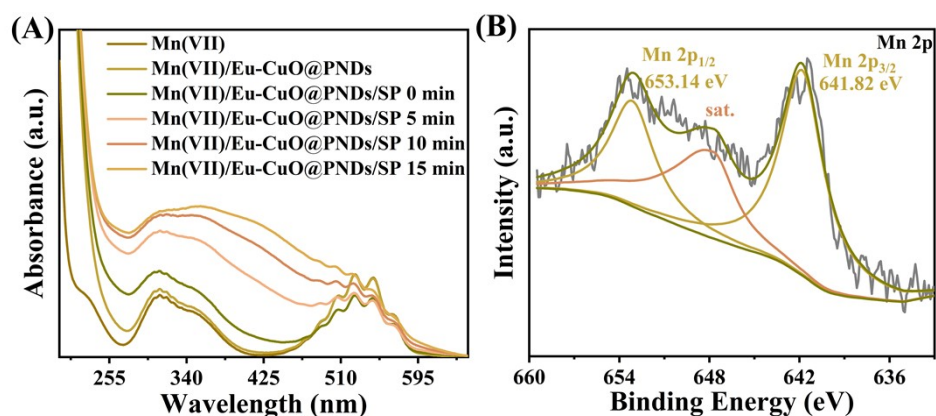 (A)
Absorbance (a.u.)
Mn(VII)
Mn(VII)/Eu-CuO@PNDs
Mn(VII)/Eu-CuO@PNDs/SP 0 min
Mn(VII)/Eu-CuO@PNDs/SP 5 min
Mn(VII)/Eu-CuO@PNDs/SP 10 min
Mn(VII)/Eu-CuO@PNDs/SP 15 min
255 340 425 510 595
Wavelength (nm)
(B)
Intensity (a.u.)
Mn 2p
Mn 2p1/2
653.14 eV
sat.
Mn 2p3/2
641.82 eV
660 654 648 642 636
Binding Energy (eV)